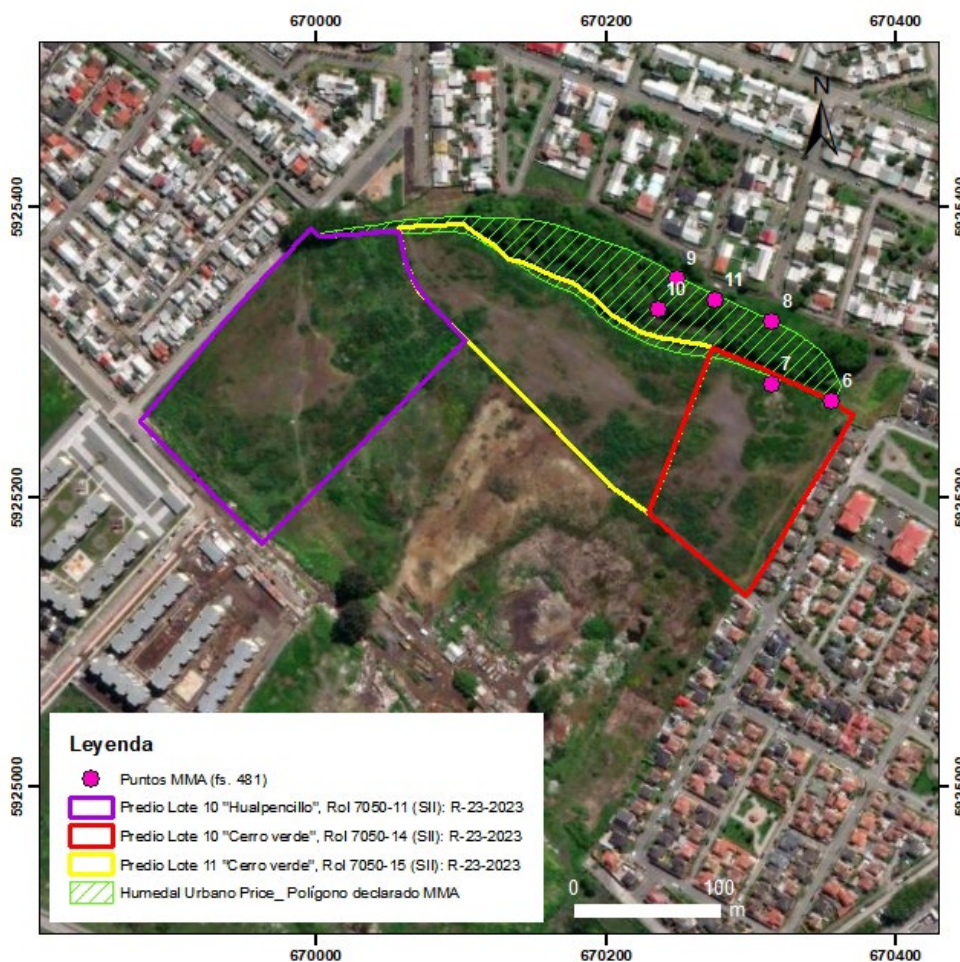 670000 670200 670400
N
5925400 5925400
9
11
10
8
7
6
5925200 5925200
Leyenda
Puntos MMA (fs. 481)
Predio Lote 10 "Hualpencillo", Rol 7050-11 (SII): R-23-2023
Predio Lote 10 "Cerro verde", Rol 7050-14 (SII): R-23-2023
Predio Lote 11 "Cerro verde", Rol 7050-15 (SII): R-23-2023
Humedal Urbano Price_ Polígono declarado MMA
5925000 5925000
0 100
m
670000 670200 670400